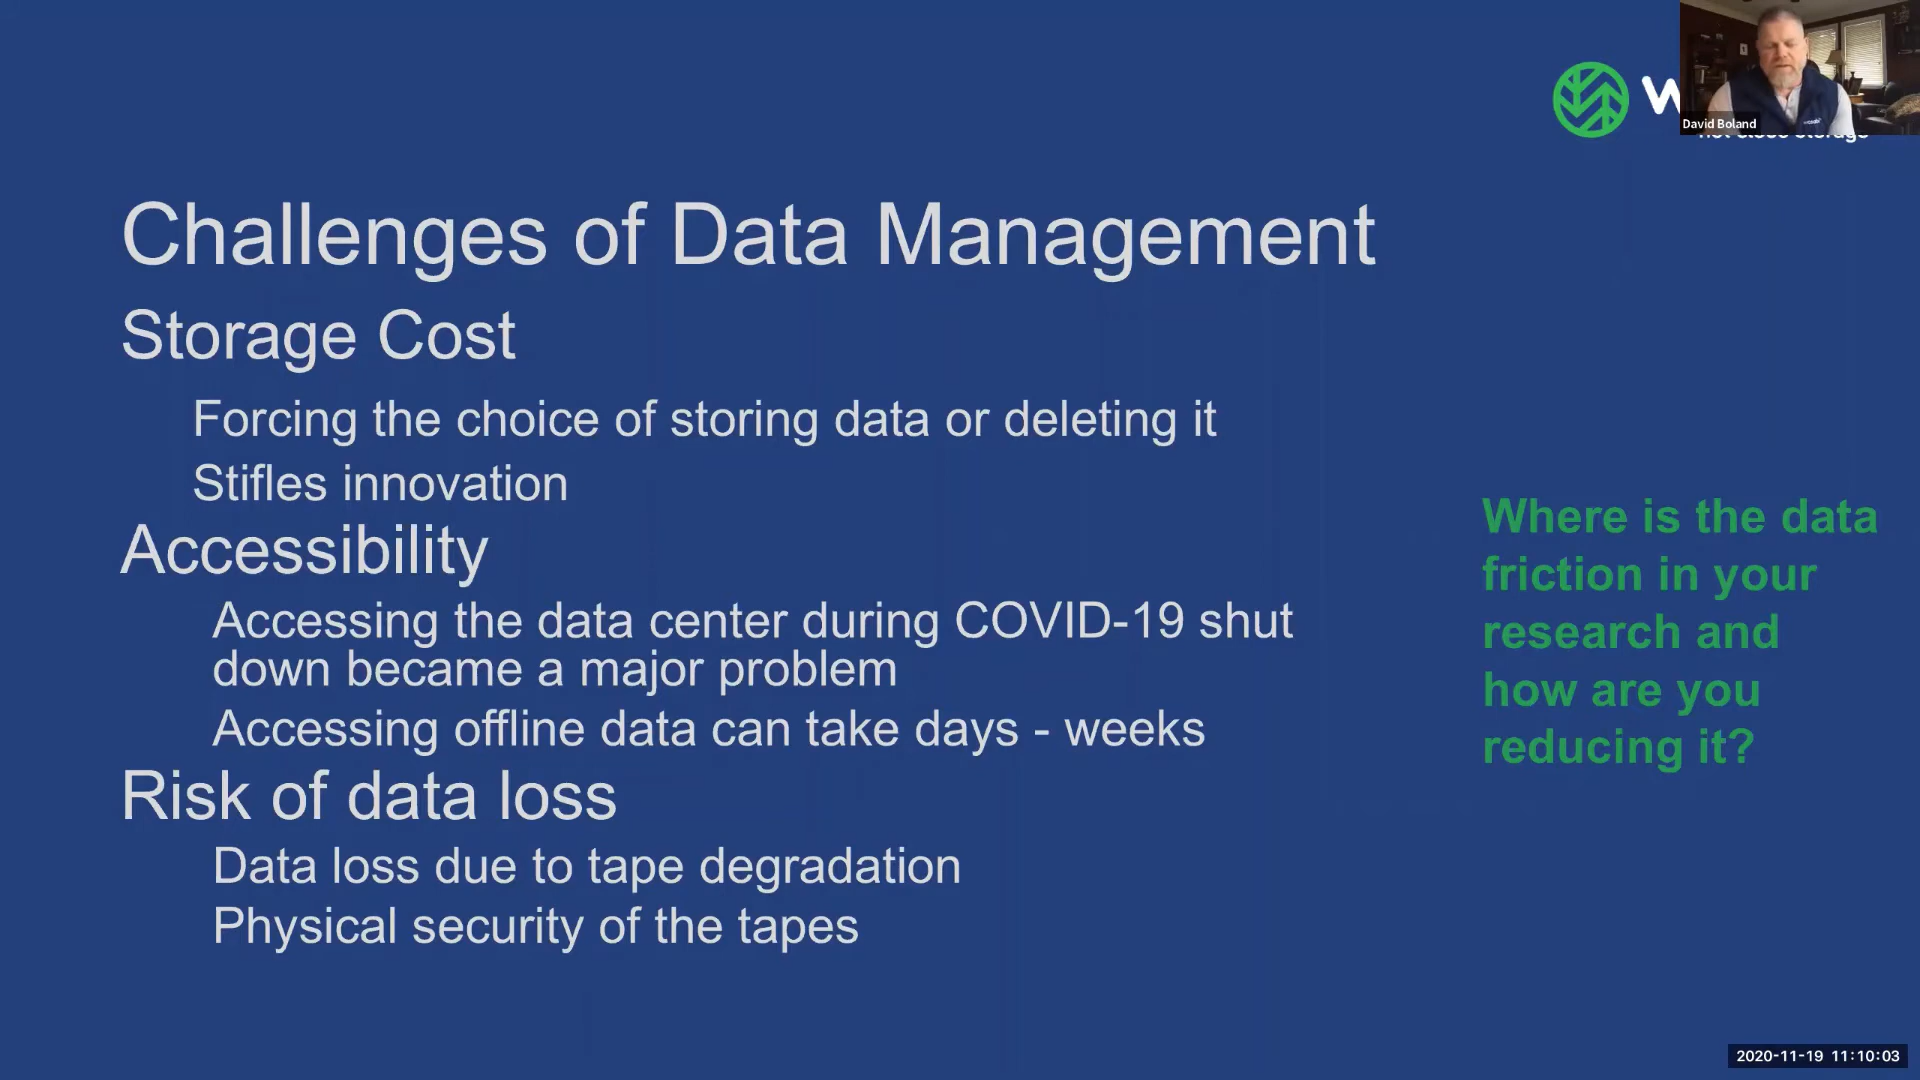 W
David Boland
hot cloud storage
Challenges of Data Management
Storage Cost
Forcing the choice of storing data or deleting it
Stifles innovation
Accessibility
Accessing the data center during COVID-19 shut
down became a major problem
Accessing offline data can take days - weeks
Risk of data loss
Data loss due to tape degradation
Physical security of the tapes
Where is the data
friction in your
research and
how are you
reducing it?
2020-11-19 11:10:03